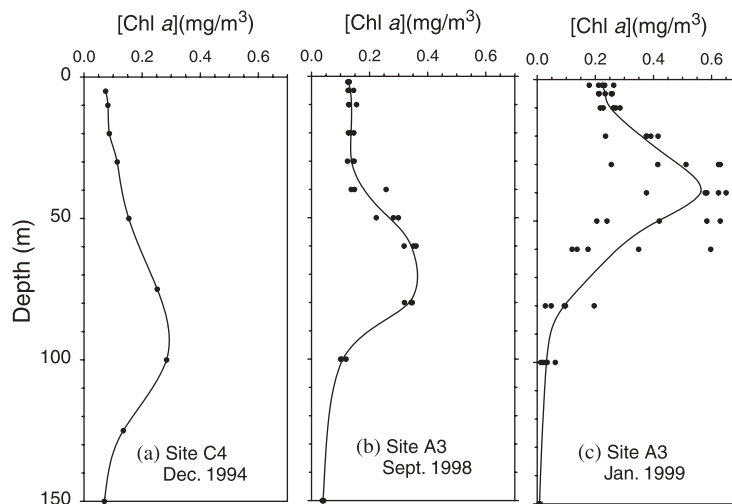 [Chl a](mg/m³)
0.0 0.2 0.4 0.6
0
50
100
150
Depth (m)
(a) Site C4
Dec. 1994
[Chl a](mg/m³)
0.0 0.2 0.4 0.6
(b) Site A3
Sept. 1998
[Chl a](mg/m³)
0.0 0.2 0.4 0.6
(c) Site A3
Jan. 1999